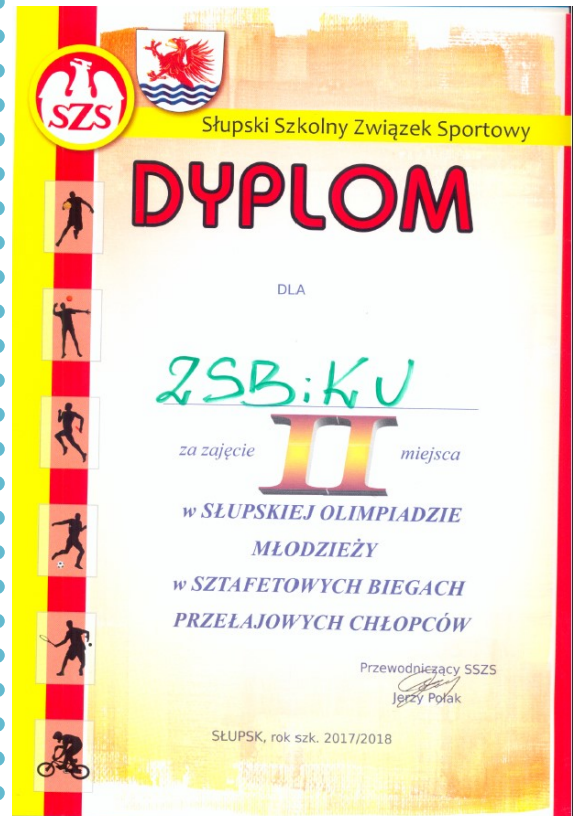 SZS
Słupski Szkolny Związek Sportowy
DYPLOM
DLA
ZSBiKU
za zajęcie II miejsca
w SŁUPSKIEJ OLIMPIADZIE
MŁODZIEŻY
w SZTAFETOWYCH BIEGACH
PRZEŁAJOWYCH CHŁOPCÓW
Przewodniczący SSZS
Jerzy Polak
SŁUPSK, rok szk. 2017/2018